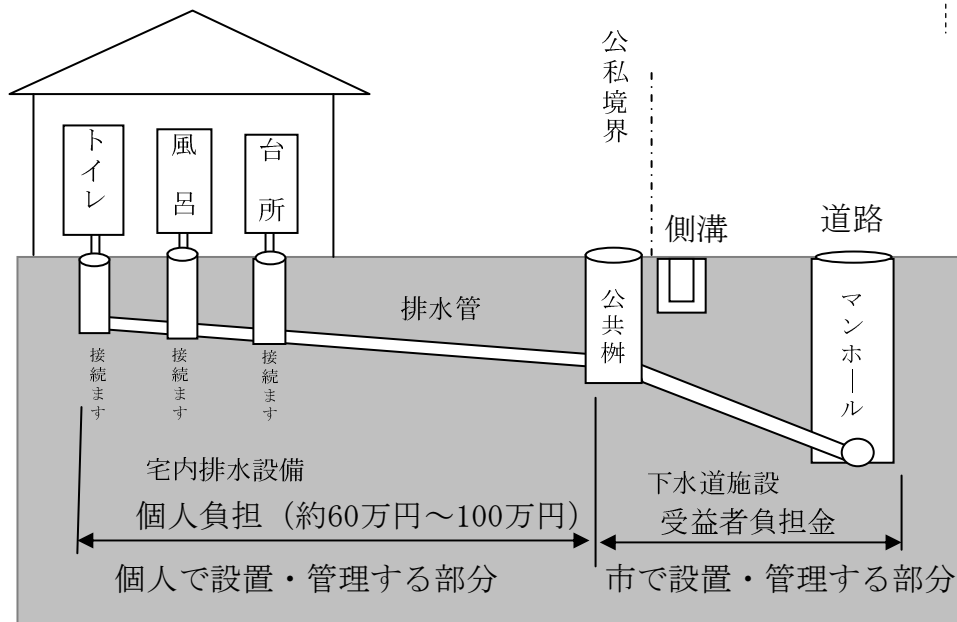 公私境界
トイレ
風呂
台所
側溝
道路
排水管
公共桝
マンホール
接続ます
接続ます
接続ます
宅内排水設備
下水道施設
個人負担（約60万円～100万円）
受益者負担金
個人で設置・管理する部分
市で設置・管理する部分